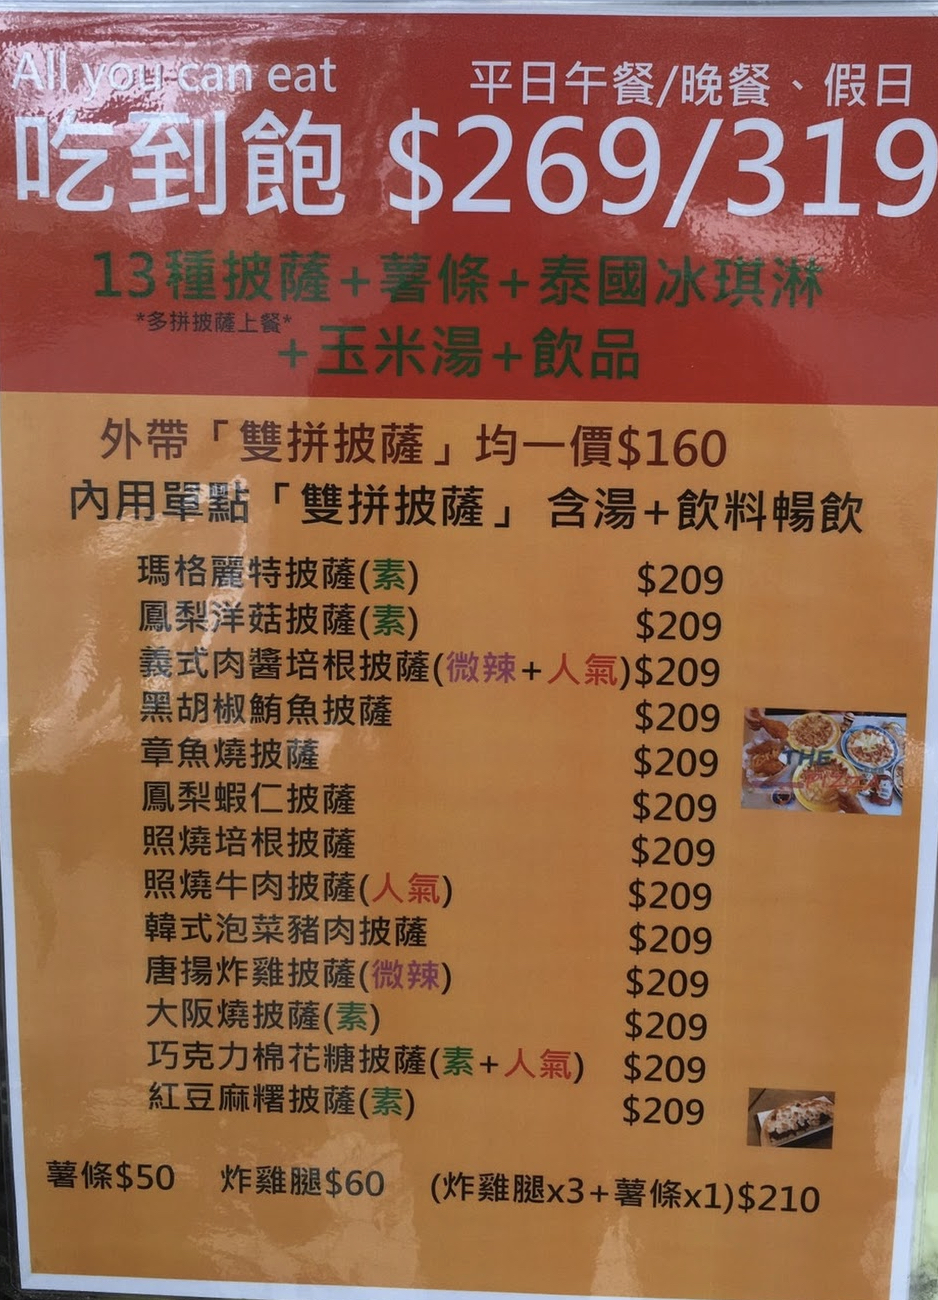 All you can eat
平日午餐/晚餐、假日
吃到飽 $269/319
13種披薩+薯條+泰國冰琪淋
*多拼披薩上餐*
+玉米湯+飲品
外帶「雙拼披薩」均一價$160
內用單點「雙拼披薩」 含湯+飲料暢飲
瑪格麗特披薩(素) $209
鳳梨洋菇披薩(素) $209
義式肉醬培根披薩(微辣+人氣)$209
黑胡椒鮪魚披薩 $209
章魚燒披薩 $209
鳳梨蝦仁披薩 $209
照燒培根披薩 $209
照燒牛肉披薩(人氣) $209
韓式泡菜豬肉披薩 $209
唐揚炸雞披薩(微辣) $209
大阪燒披薩(素) $209
巧克力棉花糖披薩(素+人氣) $209
紅豆麻糬披薩(素) $209
THE
薯條$50 炸雞腿$60 (炸雞腿x3+薯條x1)$210